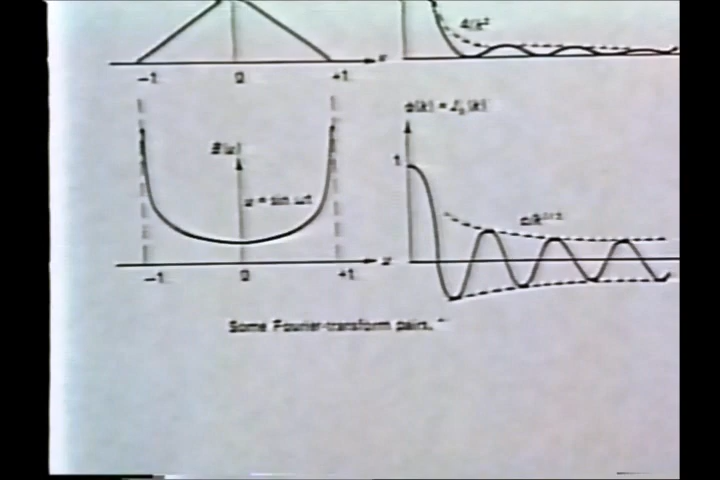 4/k²
-1 0 +1
φ(k) = J₀(k)
B(u)
1
u = sin ωt
-1 0 +1
Some Fourier-transform pairs.